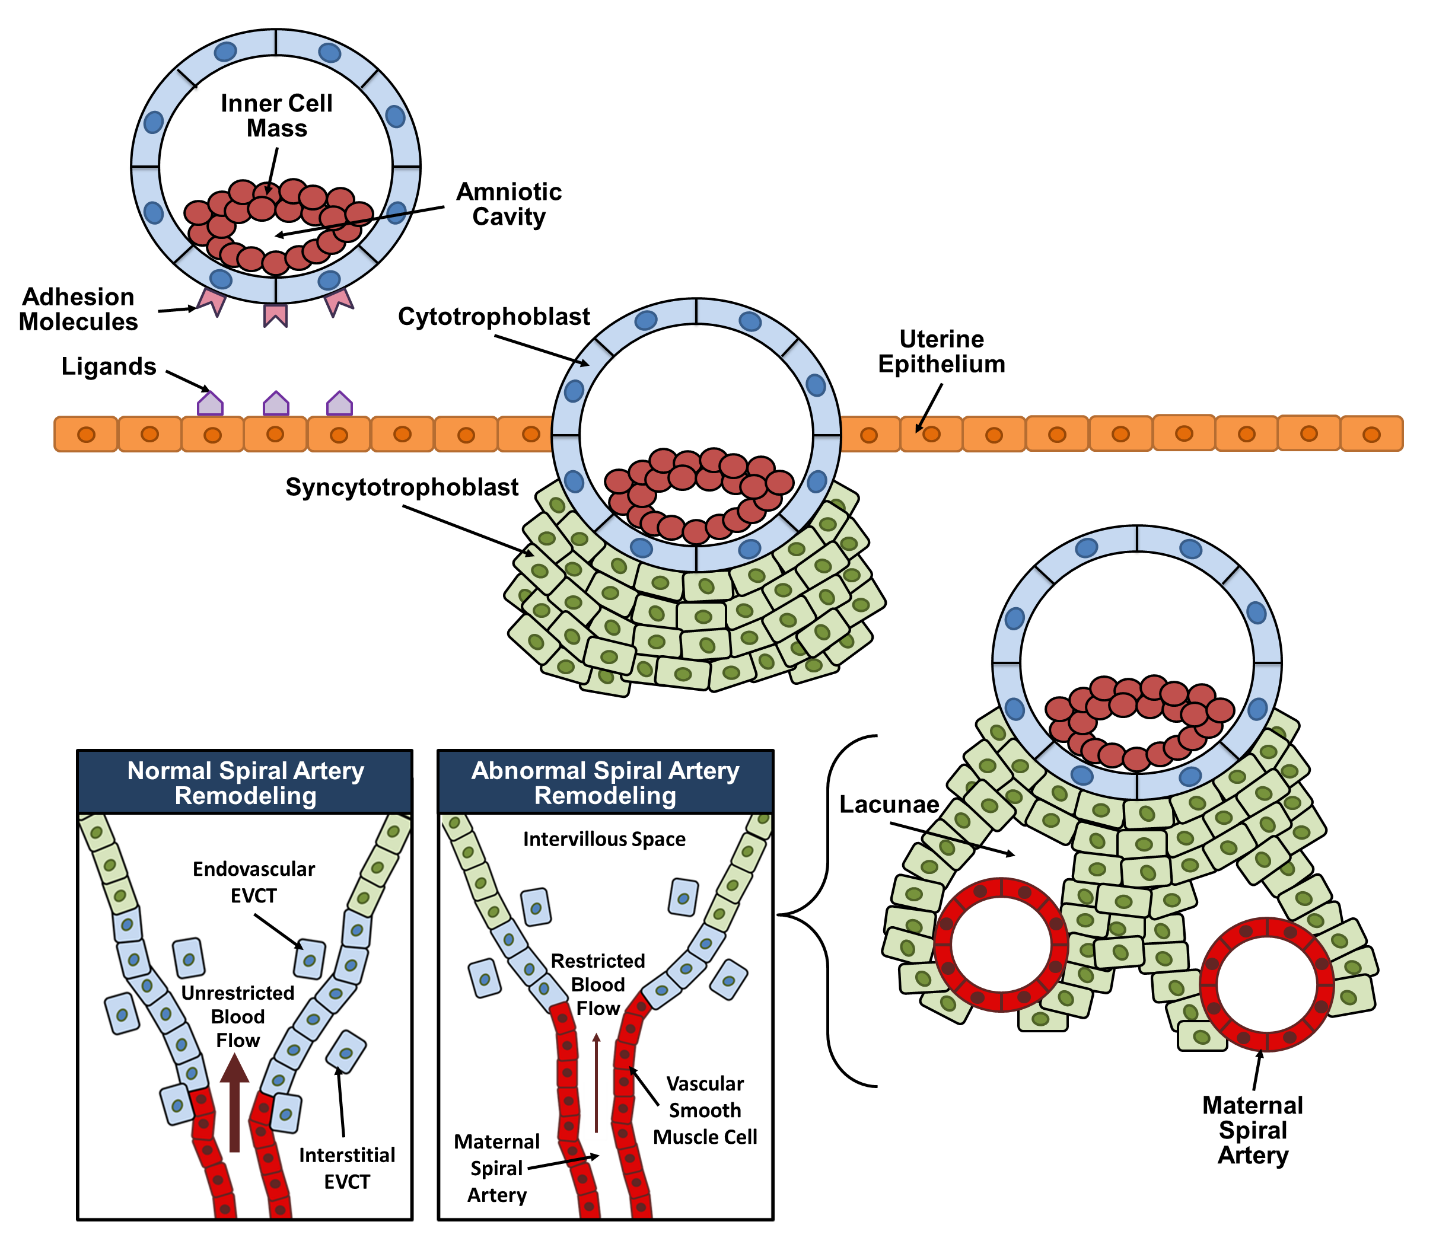 Inner Cell
Mass
Amniotic
Cavity
Adhesion
Molecules
Ligands
Cytotrophoblast
Uterine
Epithelium
Syncytotrophoblast
Lacunae
Maternal
Spiral
Artery
Normal Spiral Artery
Remodeling
Endovascular
EVCT
Unrestricted
Blood
Flow
Interstitial
EVCT
Abnormal Spiral Artery
Remodeling
Intervillous Space
Restricted
Blood
Flow
Vascular
Smooth
Muscle Cell
Maternal
Spiral
Artery